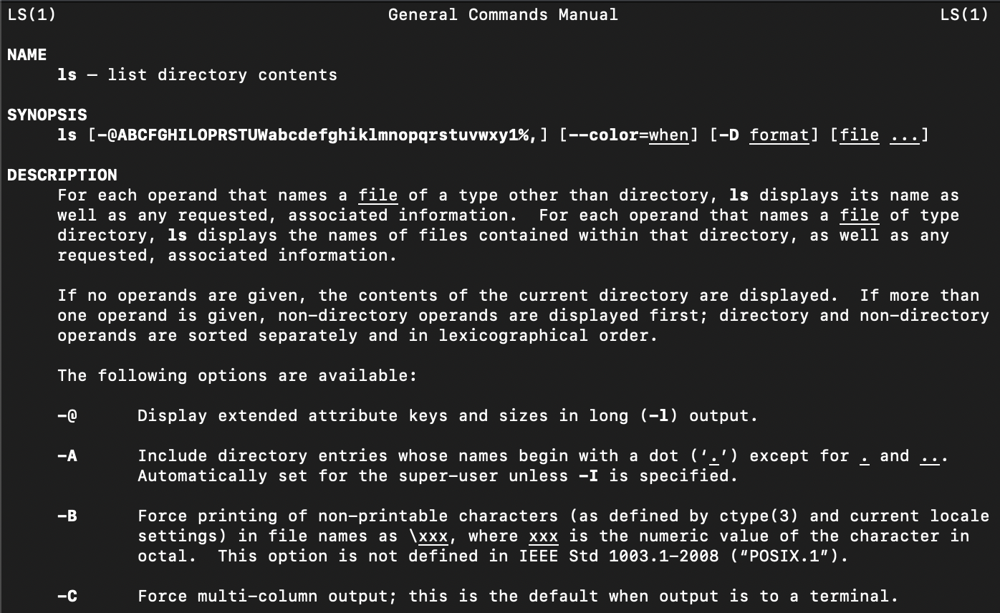 LS(1) General Commands Manual LS(1)
NAME
ls – list directory contents
SYNOPSIS
ls [-@ABCFGHILOPRSTUWabcdefghiklmnopqrstuvwxy1%,] [--color=when] [-D format] [file ...]
DESCRIPTION
For each operand that names a file of a type other than directory, ls displays its name as
well as any requested, associated information.  For each operand that names a file of type
directory, ls displays the names of files contained within that directory, as well as any
requested, associated information.
If no operands are given, the contents of the current directory are displayed.  If more than
one operand is given, non-directory operands are displayed first; directory and non-directory
operands are sorted separately and in lexicographical order.
The following options are available:
-@ Display extended attribute keys and sizes in long (-l) output.
-A Include directory entries whose names begin with a dot (‘.’) except for . and ...
Automatically set for the super-user unless -I is specified.
-B Force printing of non-printable characters (as defined by ctype(3) and current locale
settings) in file names as \xxx, where xxx is the numeric value of the character in
octal.  This option is not defined in IEEE Std 1003.1-2008 (“POSIX.1”).
-C Force multi-column output; this is the default when output is to a terminal.